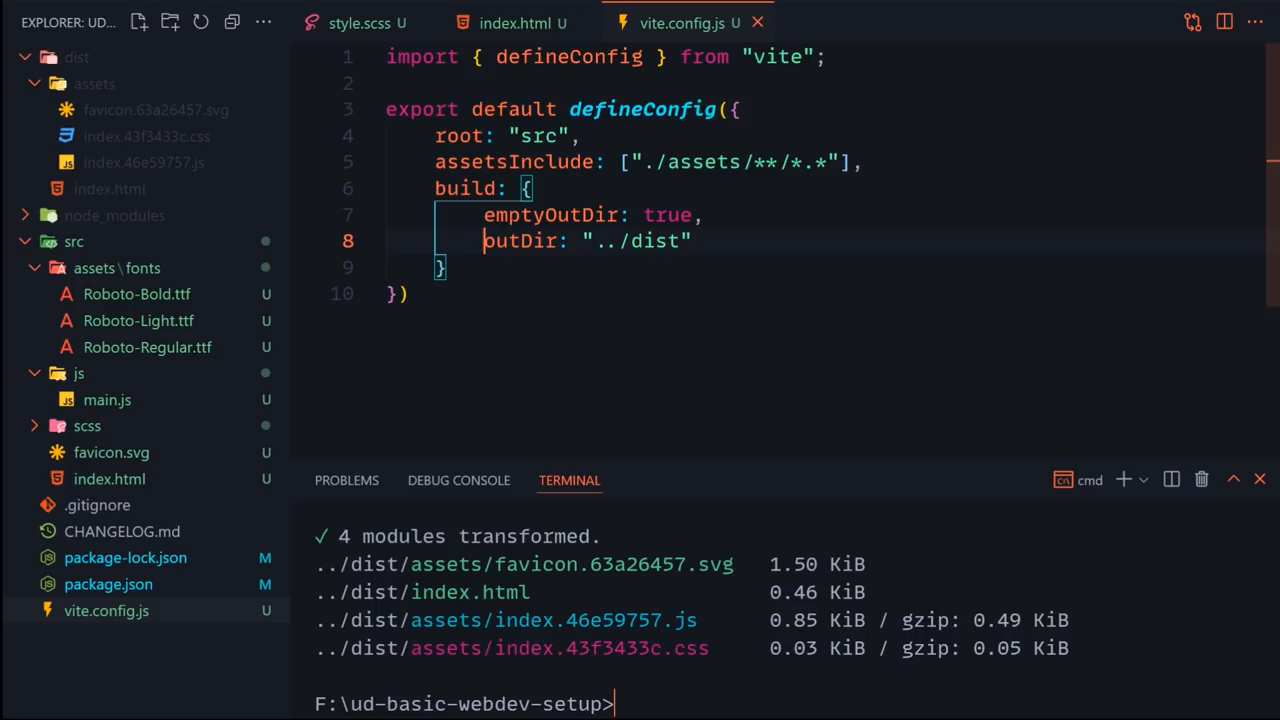 EXPLORER: UD...
dist
assets
favicon.63a26457.svg
index.43f3433c.css
index.46e59757.js
index.html
node_modules
src
assets\fonts
Roboto-Bold.ttf U
Roboto-Light.ttf U
Roboto-Regular.ttf U
js
main.js U
scss
favicon.svg U
index.html U
.gitignore
CHANGELOG.md
package-lock.json M
package.json M
vite.config.js U
style.scss U
index.html U
vite.config.js U
1 import { defineConfig } from "vite";
2
3 export default defineConfig({
4 root: "src",
5 assetsInclude: ["./assets/**/*.*"],
6 build: {
7 emptyOutDir: true,
8 outDir: "../dist"
9 }
10 })
PROBLEMS DEBUG CONSOLE TERMINAL cmd
✓ 4 modules transformed.
../dist/assets/favicon.63a26457.svg 1.50 KiB
../dist/index.html 0.46 KiB
../dist/assets/index.46e59757.js 0.85 KiB / gzip: 0.49 KiB
../dist/assets/index.43f3433c.css 0.03 KiB / gzip: 0.05 KiB
F:\ud-basic-webdev-setup>